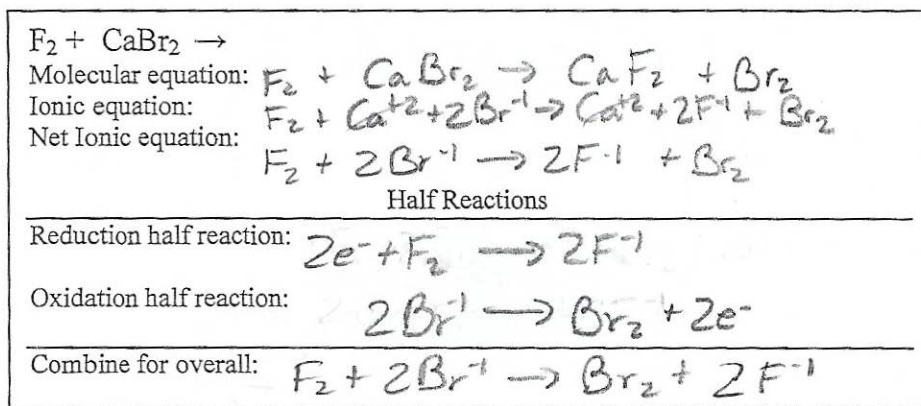 F₂ + CaBr₂ →
Molecular equation: F₂ + CaBr₂ → CaF₂ + Br₂
Ionic equation: F₂ + Ca⁺² + 2Br⁻¹ → Ca⁺² + 2F⁻¹ + Br₂
Net Ionic equation:
F₂ + 2Br⁻¹ → 2F⁻¹ + Br₂
Half Reactions
Reduction half reaction: 2e⁻ + F₂ → 2F⁻¹
Oxidation half reaction: 2Br⁻¹ → Br₂ + 2e⁻
Combine for overall: F₂ + 2Br⁻¹ → Br₂ + 2F⁻¹